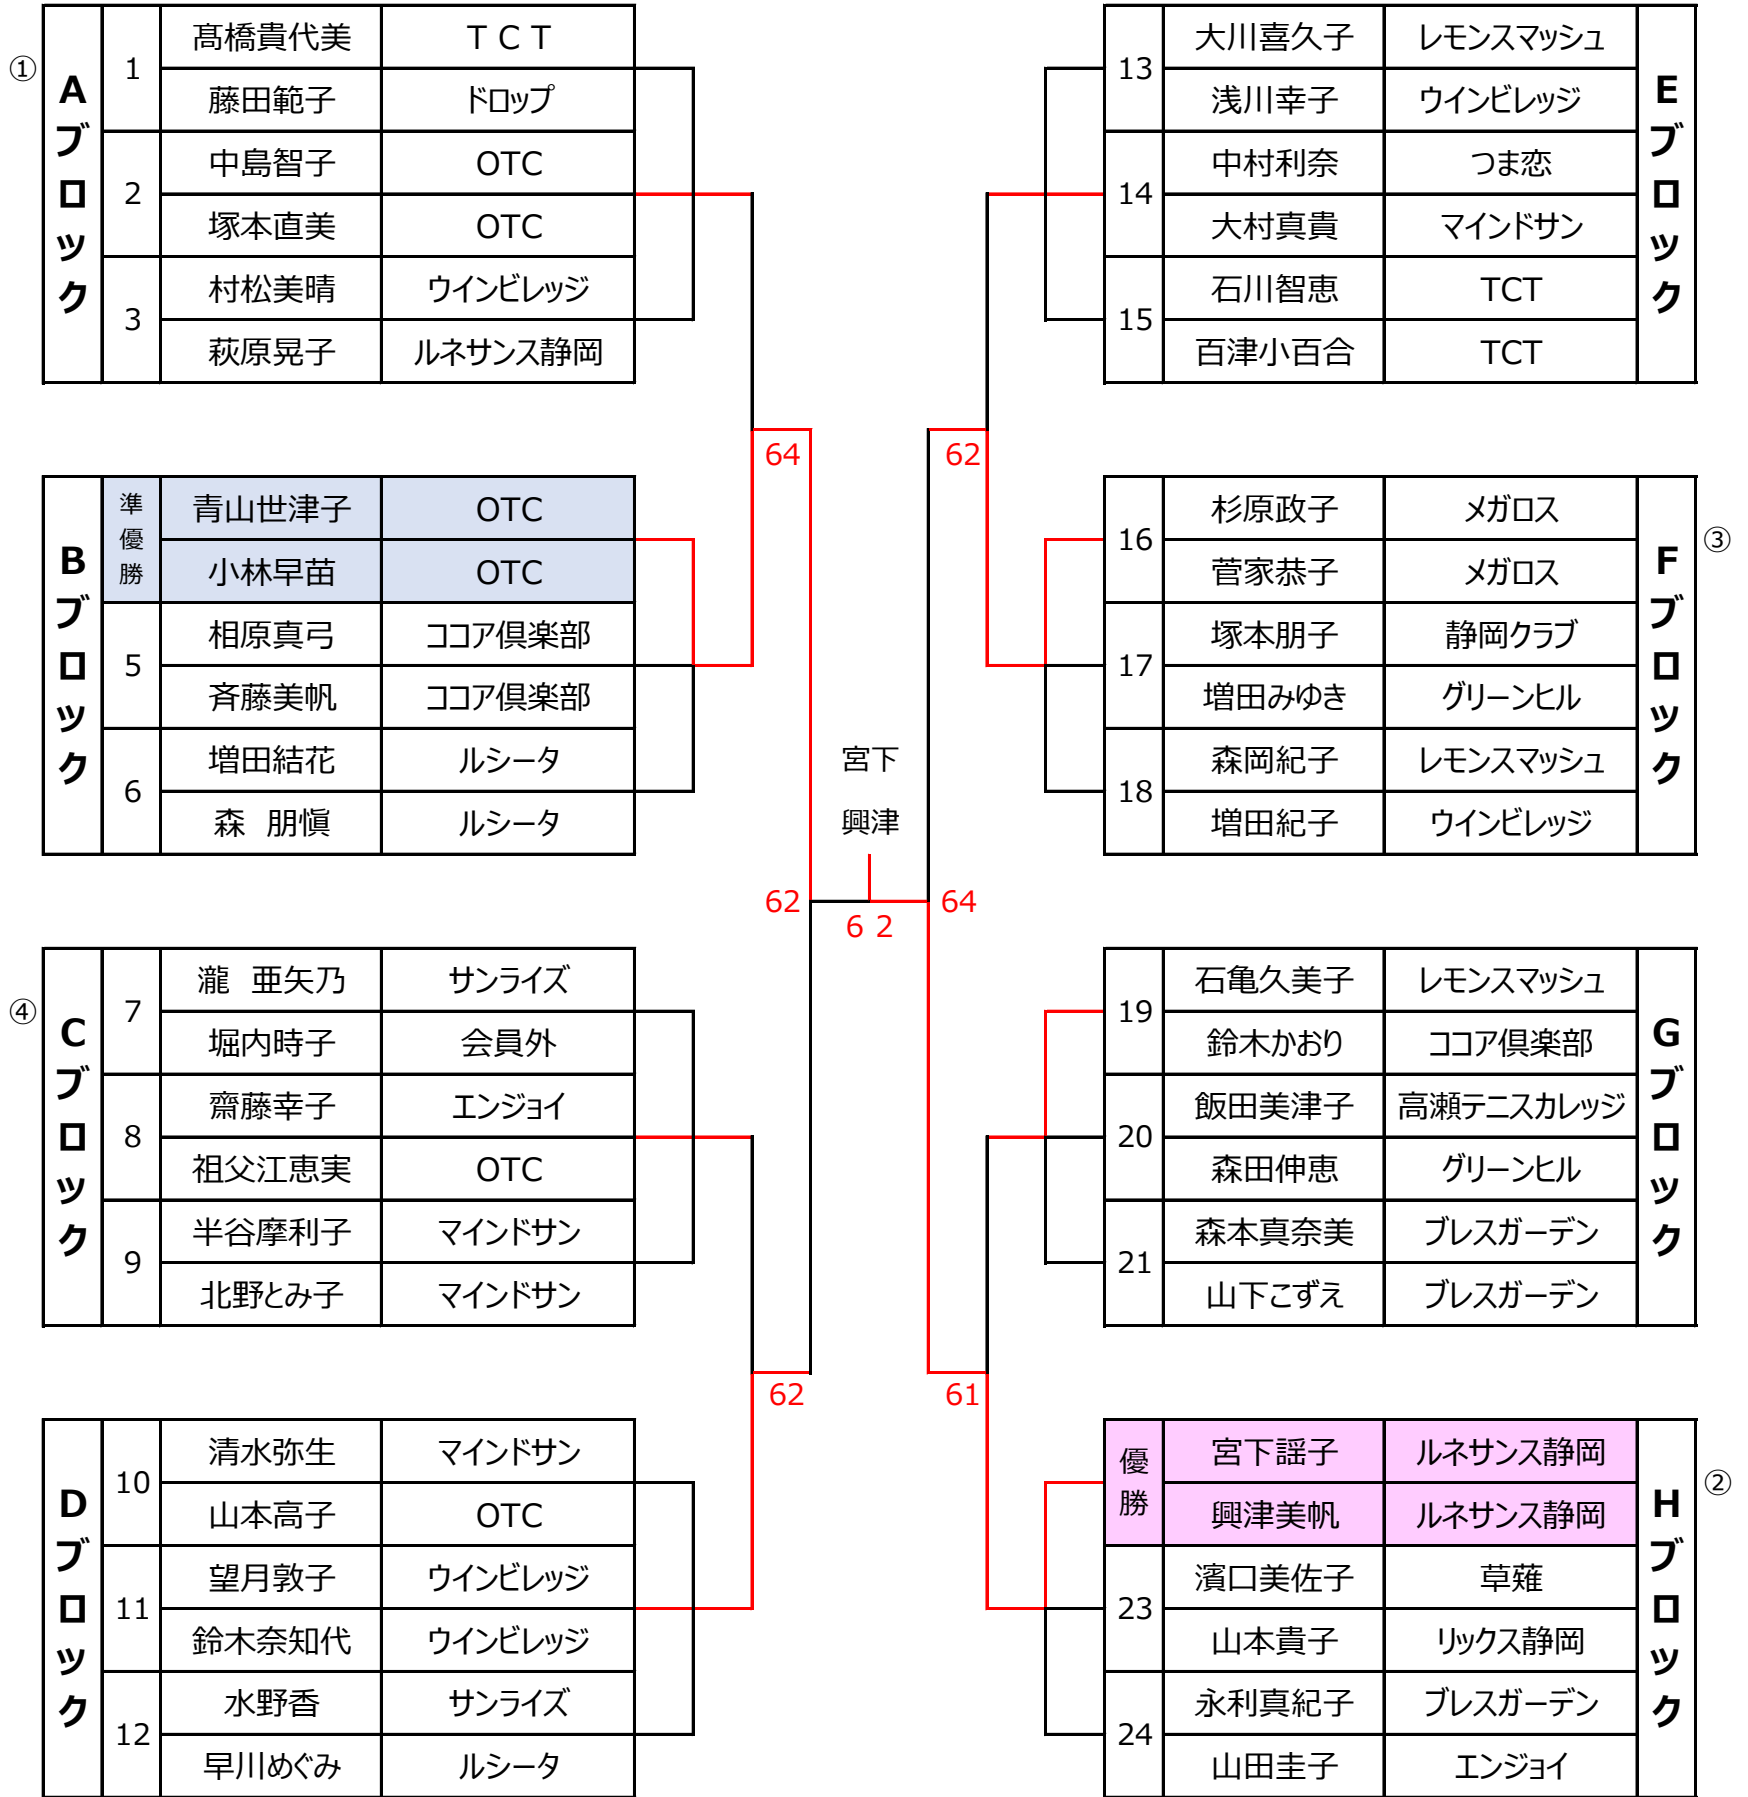 ①
Aブロック
1
髙橋貴代美 ＴＣＴ
藤田範子 ドロップ
2
中島智子 OTC
塚本直美 OTC
3
村松美晴 ウインビレッジ
萩原晃子 ルネサンス静岡
Bブロック
準優勝
青山世津子 OTC
小林早苗 OTC
5
相原真弓 ココア倶楽部
斉藤美帆 ココア倶楽部
6
増田結花 ルシータ
森　朋愼 ルシータ
④
Cブロック
7
瀧　亜矢乃 サンライズ
堀内時子 会員外
8
齋藤幸子 エンジョイ
祖父江恵実 OTC
9
半谷摩利子 マインドサン
北野とみ子 マインドサン
Dブロック
10
清水弥生 マインドサン
山本高子 OTC
11
望月敦子 ウインビレッジ
鈴木奈知代 ウインビレッジ
12
水野香 サンライズ
早川めぐみ ルシータ
64
62
62
宮下
興津
6 2
62
64
61
Eブロック
13
大川喜久子 レモンスマッシュ
浅川幸子 ウインビレッジ
14
中村利奈 つま恋
大村真貴 マインドサン
15
石川智恵 TCT
百津小百合 TCT
Fブロック
③
16
杉原政子 メガロス
菅家恭子 メガロス
17
塚本朋子 静岡クラブ
増田みゆき グリーンヒル
18
森岡紀子 レモンスマッシュ
増田紀子 ウインビレッジ
Gブロック
19
石亀久美子 レモンスマッシュ
鈴木かおり ココア倶楽部
20
飯田美津子 高瀬テニスカレッジ
森田伸恵 グリーンヒル
21
森本真奈美 ブレスガーデン
山下こずえ ブレスガーデン
Hブロック
②
優勝
宮下謡子 ルネサンス静岡
興津美帆 ルネサンス静岡
23
濱口美佐子 草薙
山本貴子 リックス静岡
24
永利真紀子 ブレスガーデン
山田圭子 エンジョイ